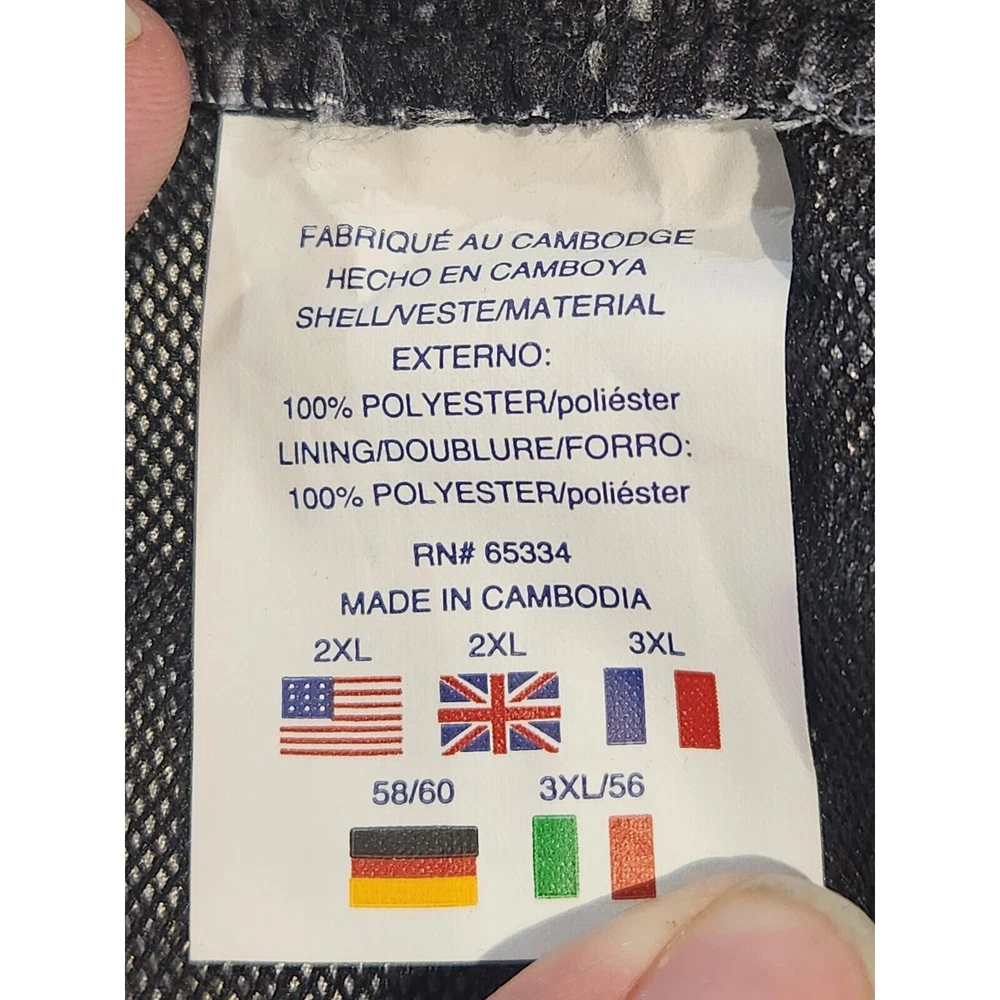 FABRIQUÉ AU CAMBODGE
HECHO EN CAMBOYA
SHELL/VESTE/MATERIAL
EXTERNO:
100% POLYESTER/poliéster
LINING/DOUBLURE/FORRO:
100% POLYESTER/poliéster
RN# 65334
MADE IN CAMBODIA
2XL 2XL 3XL
58/60 3XL/56